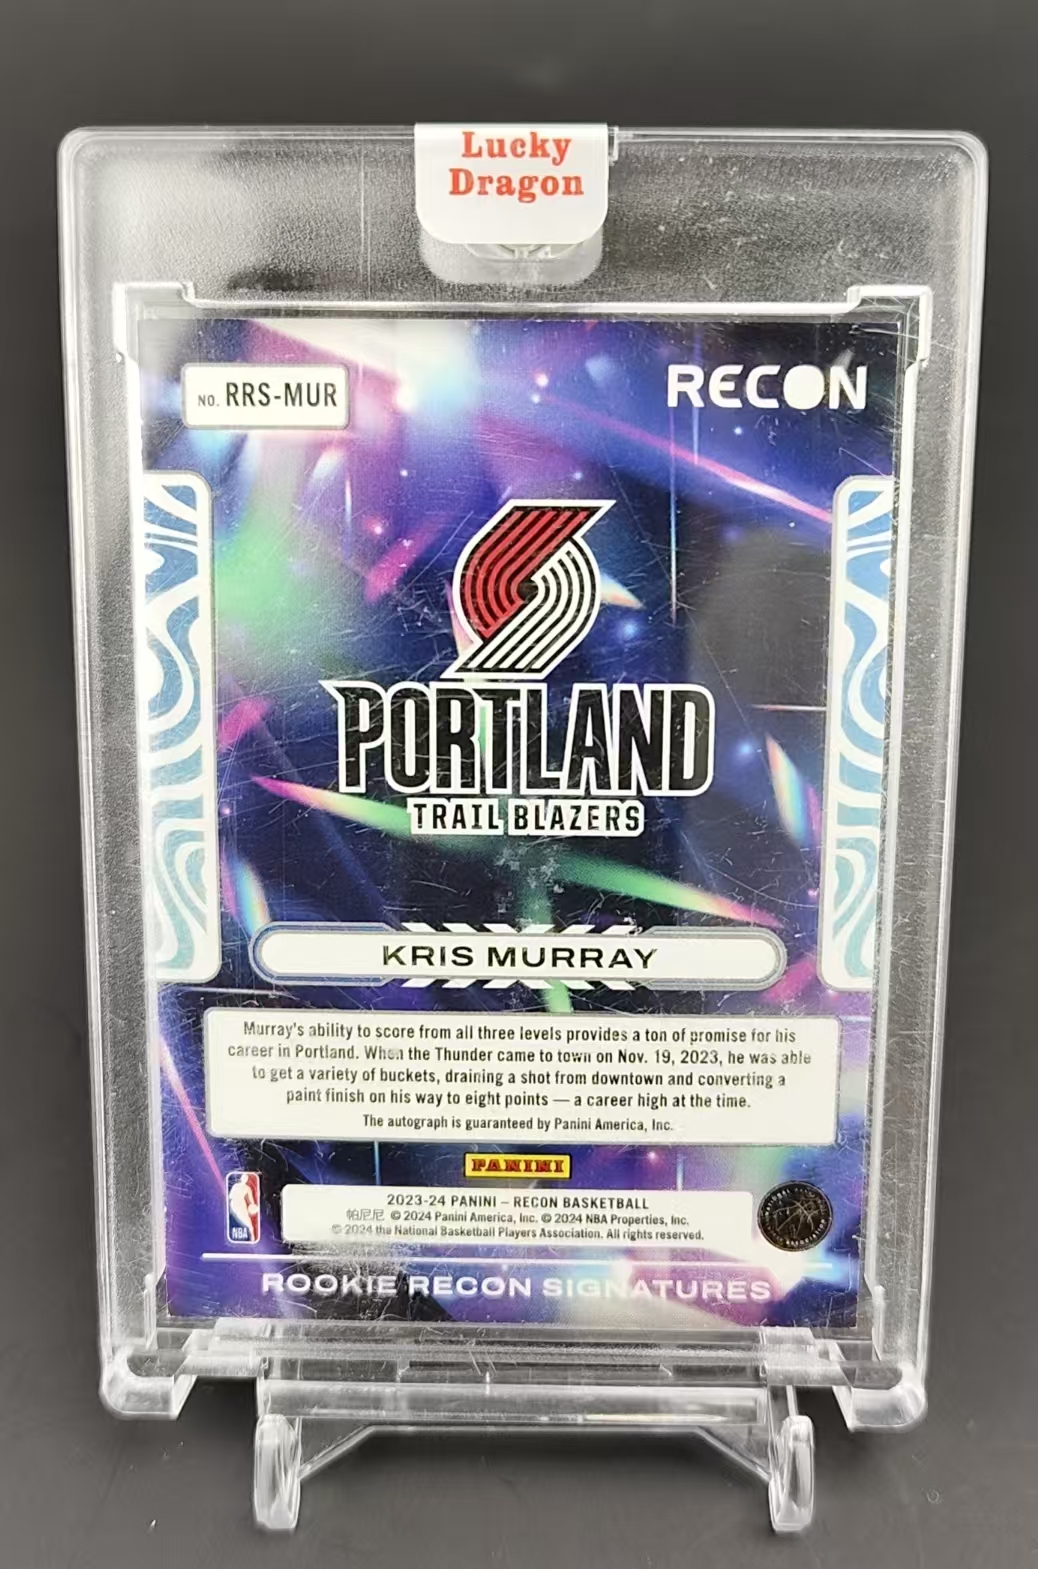 Lucky
Dragon
NO. RRS-MUR
RECON
PORTLAND
TRAIL BLAZERS
KRIS MURRAY
Murray's ability to score from all three levels provides a ton of promise for his
career in Portland. When the Thunder came to town on Nov. 19, 2023, he was able
to get a variety of buckets, draining a shot from downtown and converting a
paint finish on his way to eight points — a career high at the time.
The autograph is guaranteed by Panini America, Inc.
PANINI
2023-24 PANINI – RECON BASKETBALL
帕尼尼 © 2024 Panini America, Inc. © 2024 NBA Properties, Inc.
© 2024 the National Basketball Players Association. All rights reserved.
NBA
ROOKIE RECON SIGNATURES